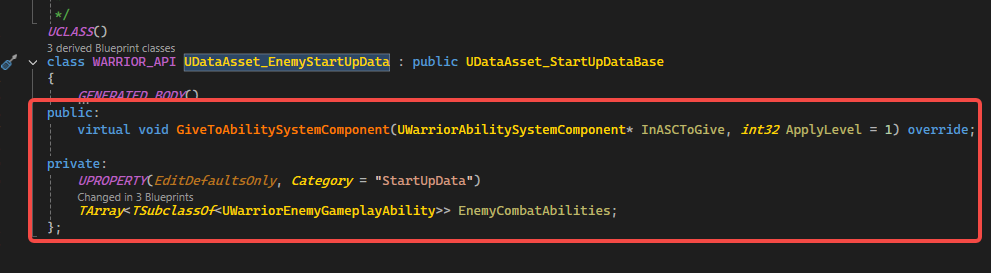 */
UCLASS()
3 derived Blueprint classes
class WARRIOR_API UDataAsset_EnemyStartUpData : public UDataAsset_StartUpDataBase
{
GENERATED_BODY()
public:
virtual void GiveToAbilitySystemComponent(UWarriorAbilitySystemComponent* InASCToGive, int32 ApplyLevel = 1) override;
private:
UPROPERTY(EditDefaultsOnly, Category = "StartUpData")
Changed in 3 Blueprints
TArray<TSubclassOf<UWarriorEnemyGameplayAbility>> EnemyCombatAbilities;
};